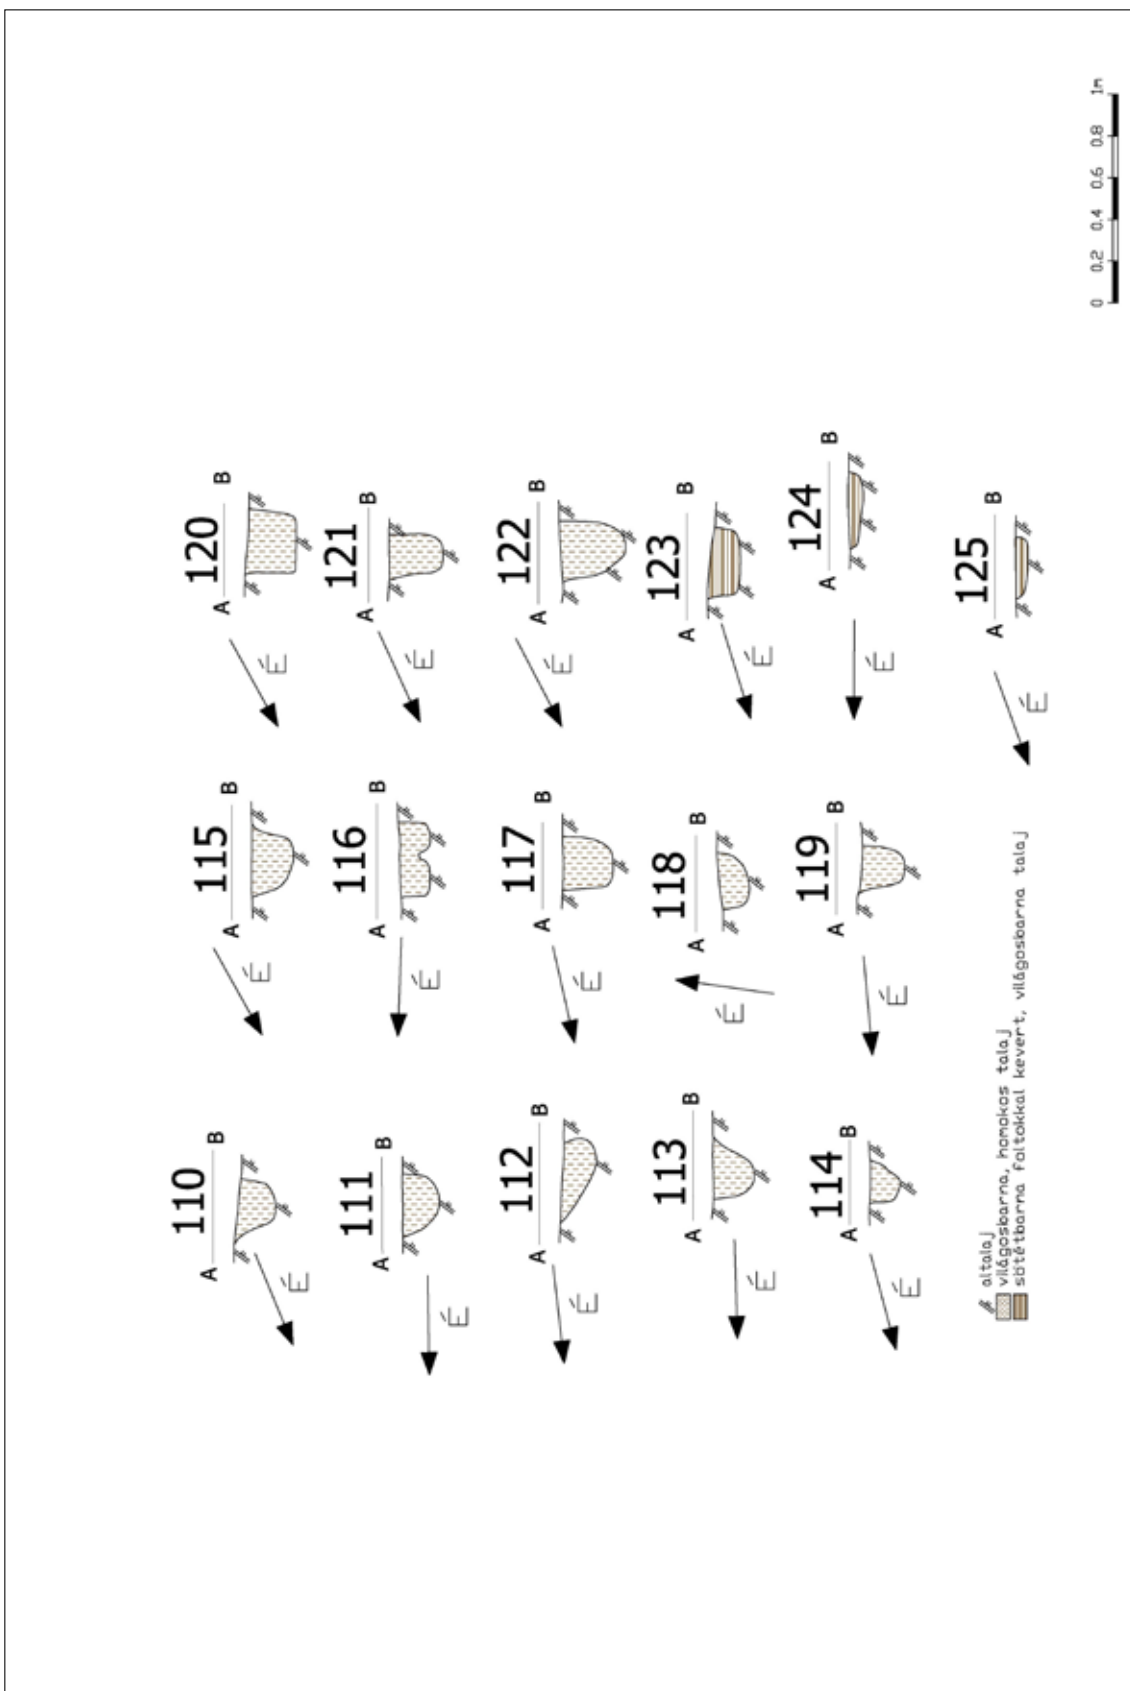 110
A B
É
115
A B
É
120
A B
É
111
A B
É
116
A B
É
121
A B
É
112
A B
É
117
A B
É
122
A B
É
113
A B
É
118
A B
É
123
A B
É
114
A B
É
119
A B
É
124
A B
É
125
A B
É
altalaj
világosbarna, homokos talaj
sötétbarna foltokkal kevert, világosbarna talaj
0 0.2 0.4 0.6 0.8 1m